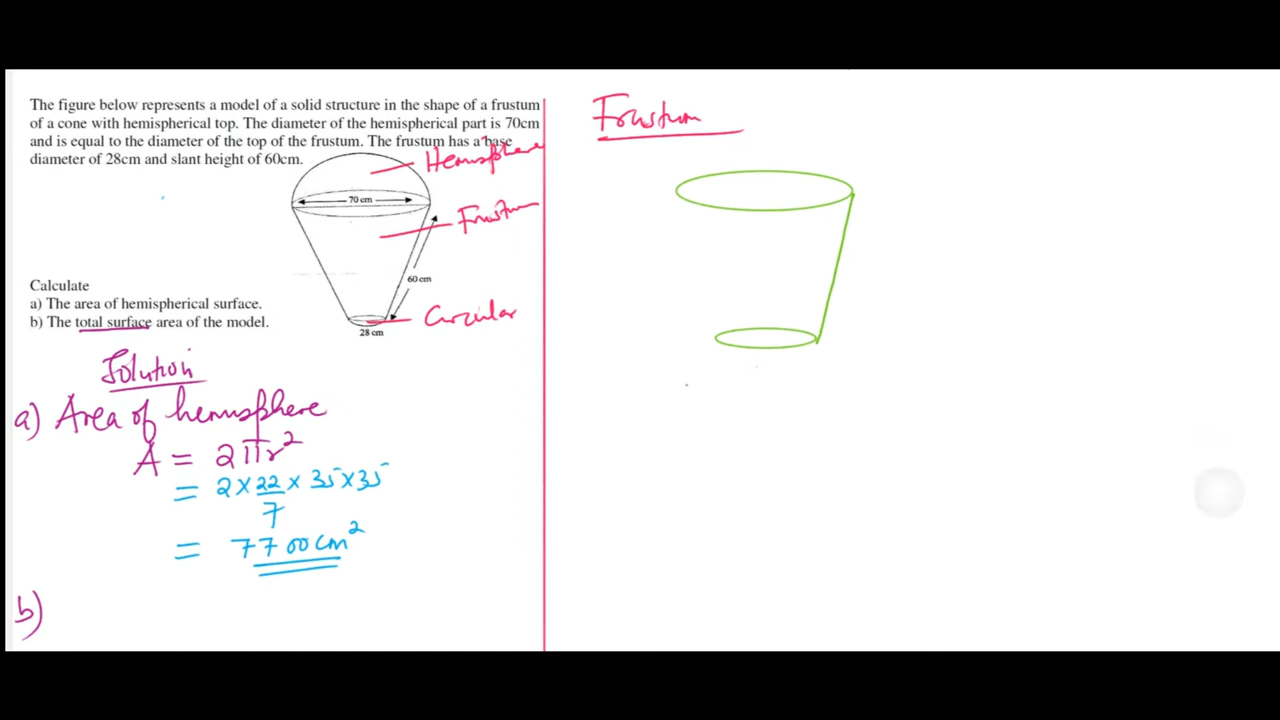 The figure below represents a model of a solid structure in the shape of a frustum
of a cone with hemispherical top. The diameter of the hemispherical part is 70cm
and is equal to the diameter of the top of the frustum. The frustum has a base
diameter of 28cm and slant height of 60cm.
Hemisphere
70 cm
Frustum
60 cm
Circular
28 cm
Calculate
a) The area of hemispherical surface.
b) The total surface area of the model.
Solution
a) Area of hemisphere
A = 2πr²
= 2 × 22/7 × 35 × 35
= 7700cm²
b)
Frustum